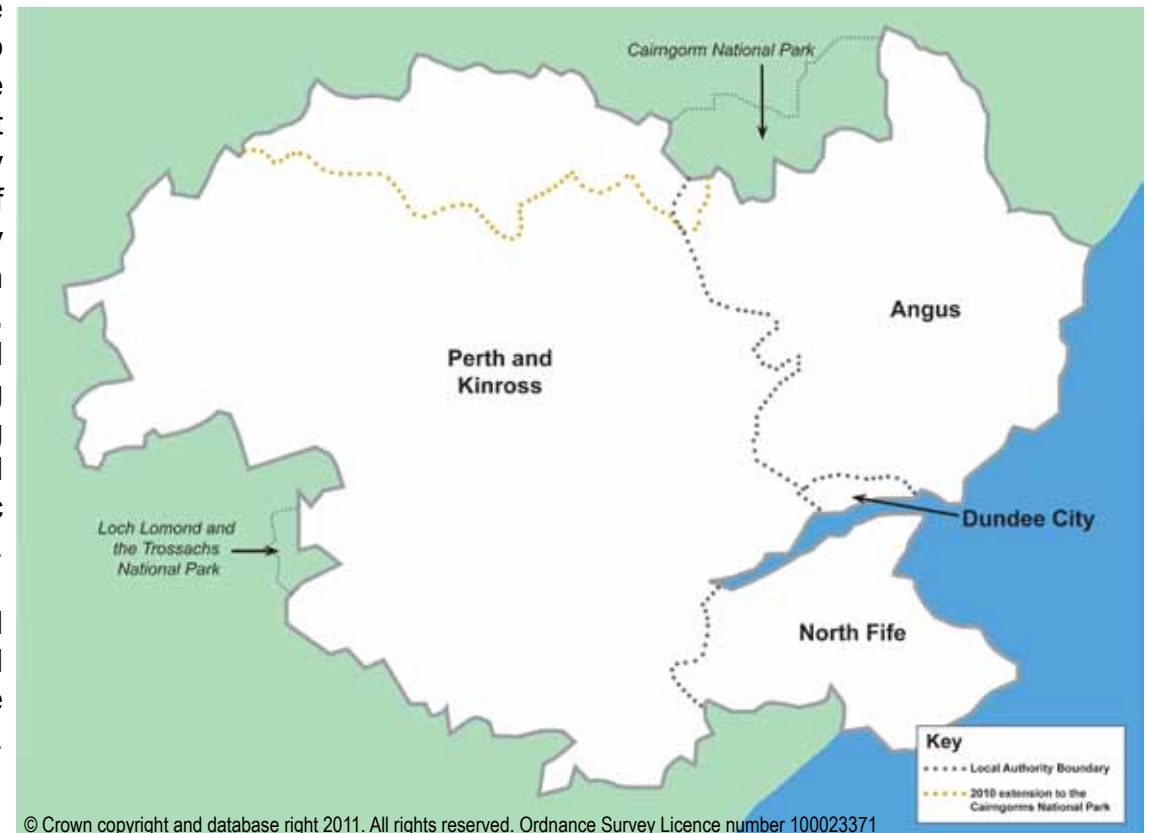 Cairngorm National Park
Angus
Perth and
Kinross
Loch Lomond and
the Trossachs
National Park
Dundee City
North Fife
Key
Local Authority Boundary
2010 extension to the
Cairngorms National Park
© Crown copyright and database right 2011. All rights reserved. Ordnance Survey Licence number 100023371